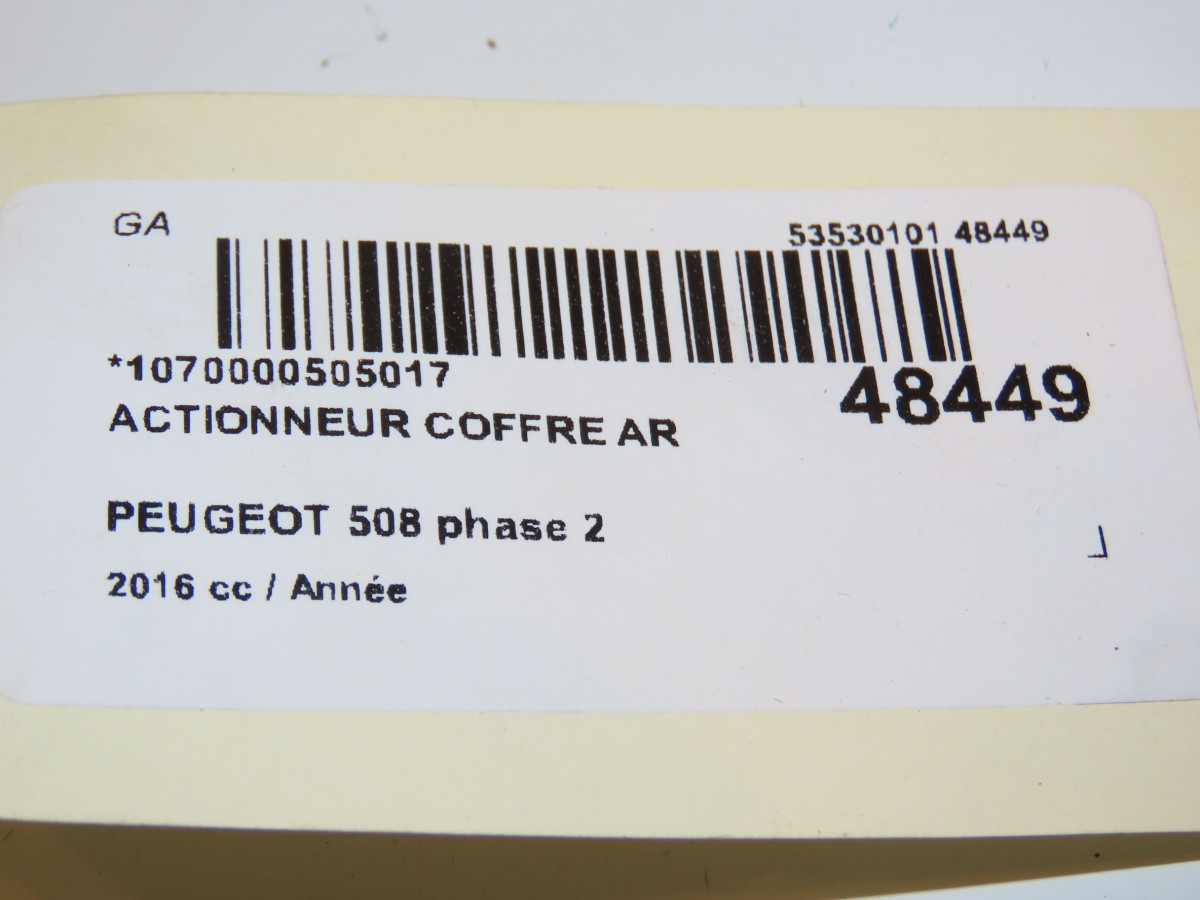 GA
53530101 48449
*1070000505017
48449
ACTIONNEUR COFFRE AR
PEUGEOT 508 phase 2
2016 cc / Année